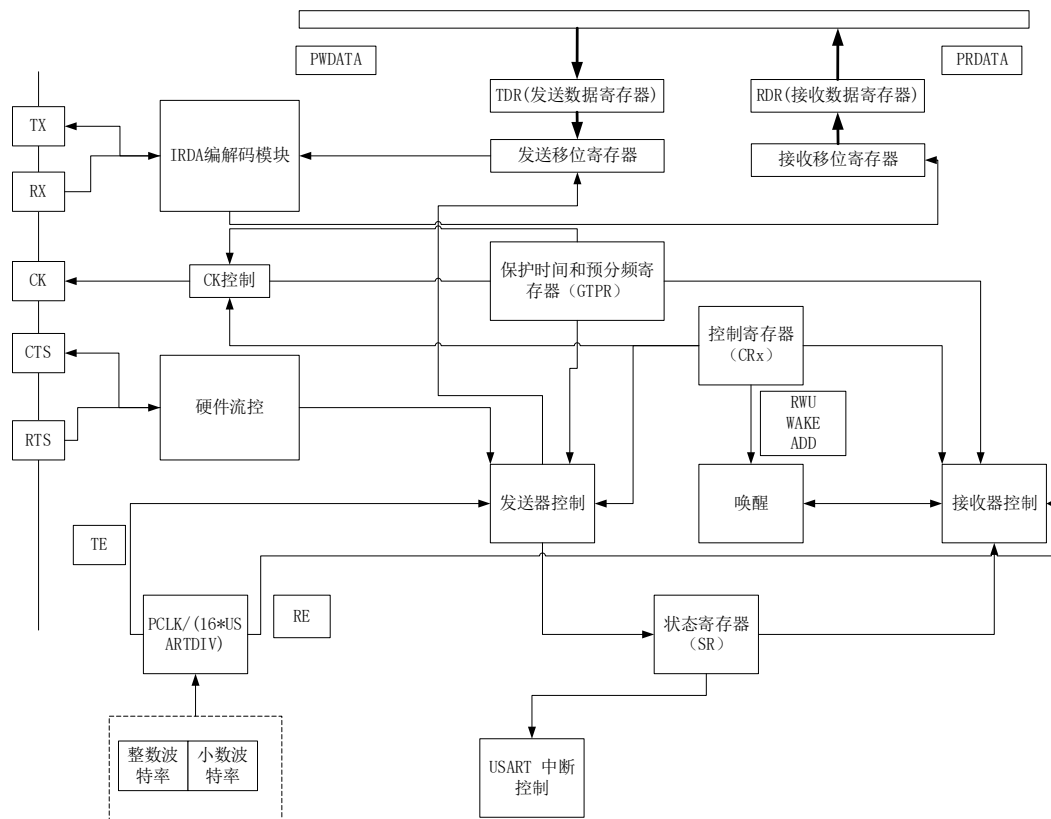 PWDATA
PRDATA
TDR(发送数据寄存器)
RDR(接收数据寄存器)
TX
IRDA编解码模块
发送移位寄存器
接收移位寄存器
RX
CK
CK控制
保护时间和预分频寄
存器（GTPR）
控制寄存器
（CRx）
CTS
硬件流控
RWU
WAKE
ADD
RTS
发送器控制
唤醒
接收器控制
TE
RE
PCLK/(16*US
ARTDIV)
状态寄存器
（SR）
整数波
特率
小数波
特率
USART 中断
控制